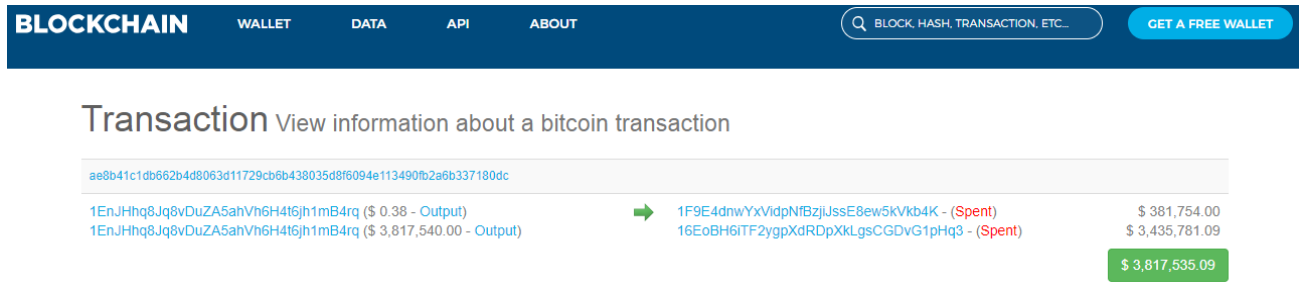 BLOCKCHAIN WALLET DATA API ABOUT BLOCK, HASH, TRANSACTION, ETC... GET A FREE WALLET
Transaction View information about a bitcoin transaction
ae8b41c1db662b4d8063d11729cb6b438035d8f6094e113490fb2a6b337180dc
1EnJHhq8Jq8vDuZA5ahVh6H4t6jh1mB4rq ($ 0.38 - Output) 1F9E4dnwYxVidpNfBzjiJssE8ew5kVkb4K - (Spent) $ 381,754.00
1EnJHhq8Jq8vDuZA5ahVh6H4t6jh1mB4rq ($ 3,817,540.00 - Output) 16EoBH6iTF2ygpXdRDpXkLgsCGDvG1pHq3 - (Spent) $ 3,435,781.09
$ 3,817,535.09